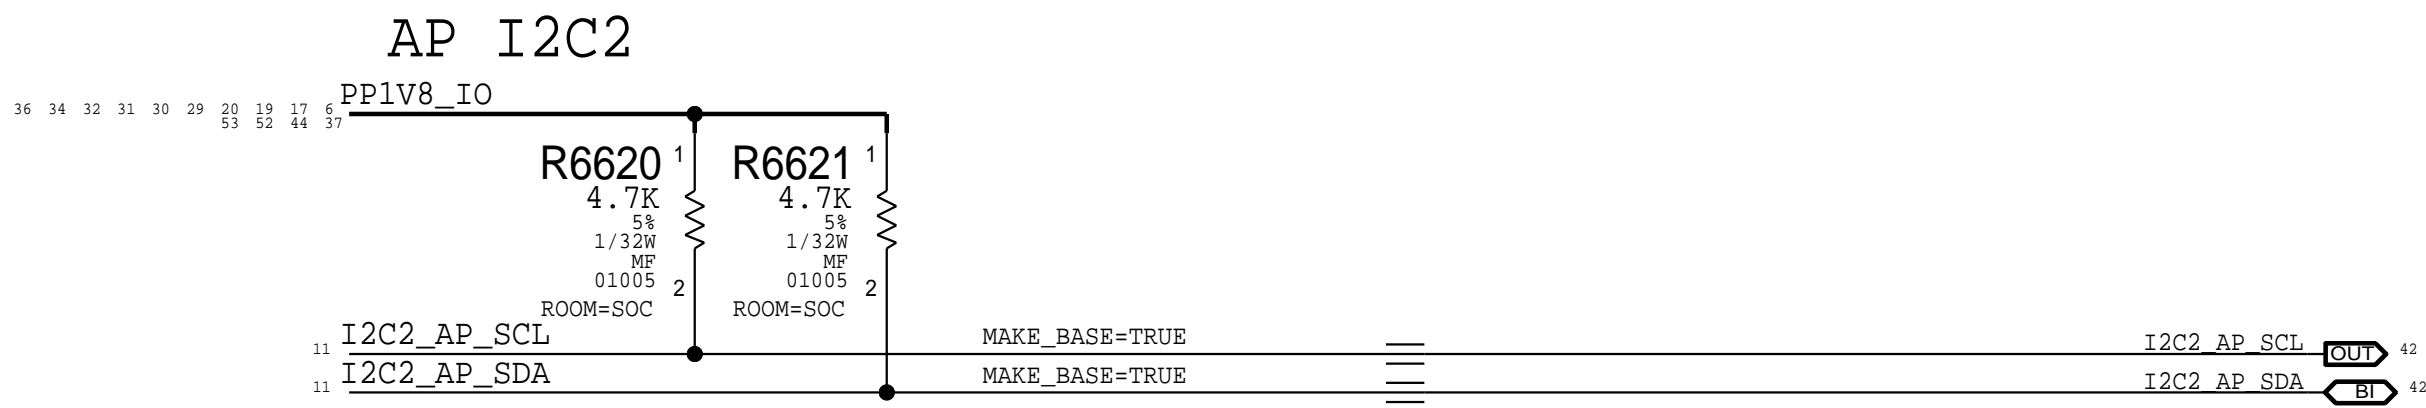 AP I2C2
PP1V8_IO
36 34 32 31 30 29 20 19 17 6
53 52 44 37
R6620 1
4.7K
5%
1/32W
MF
01005
2
ROOM=SOC
R6621 1
4.7K
5%
1/32W
MF
01005
2
ROOM=SOC
11 I2C2_AP_SCL MAKE_BASE=TRUE I2C2_AP_SCL OUT 42
11 I2C2_AP_SDA MAKE_BASE=TRUE I2C2_AP_SDA BI 42